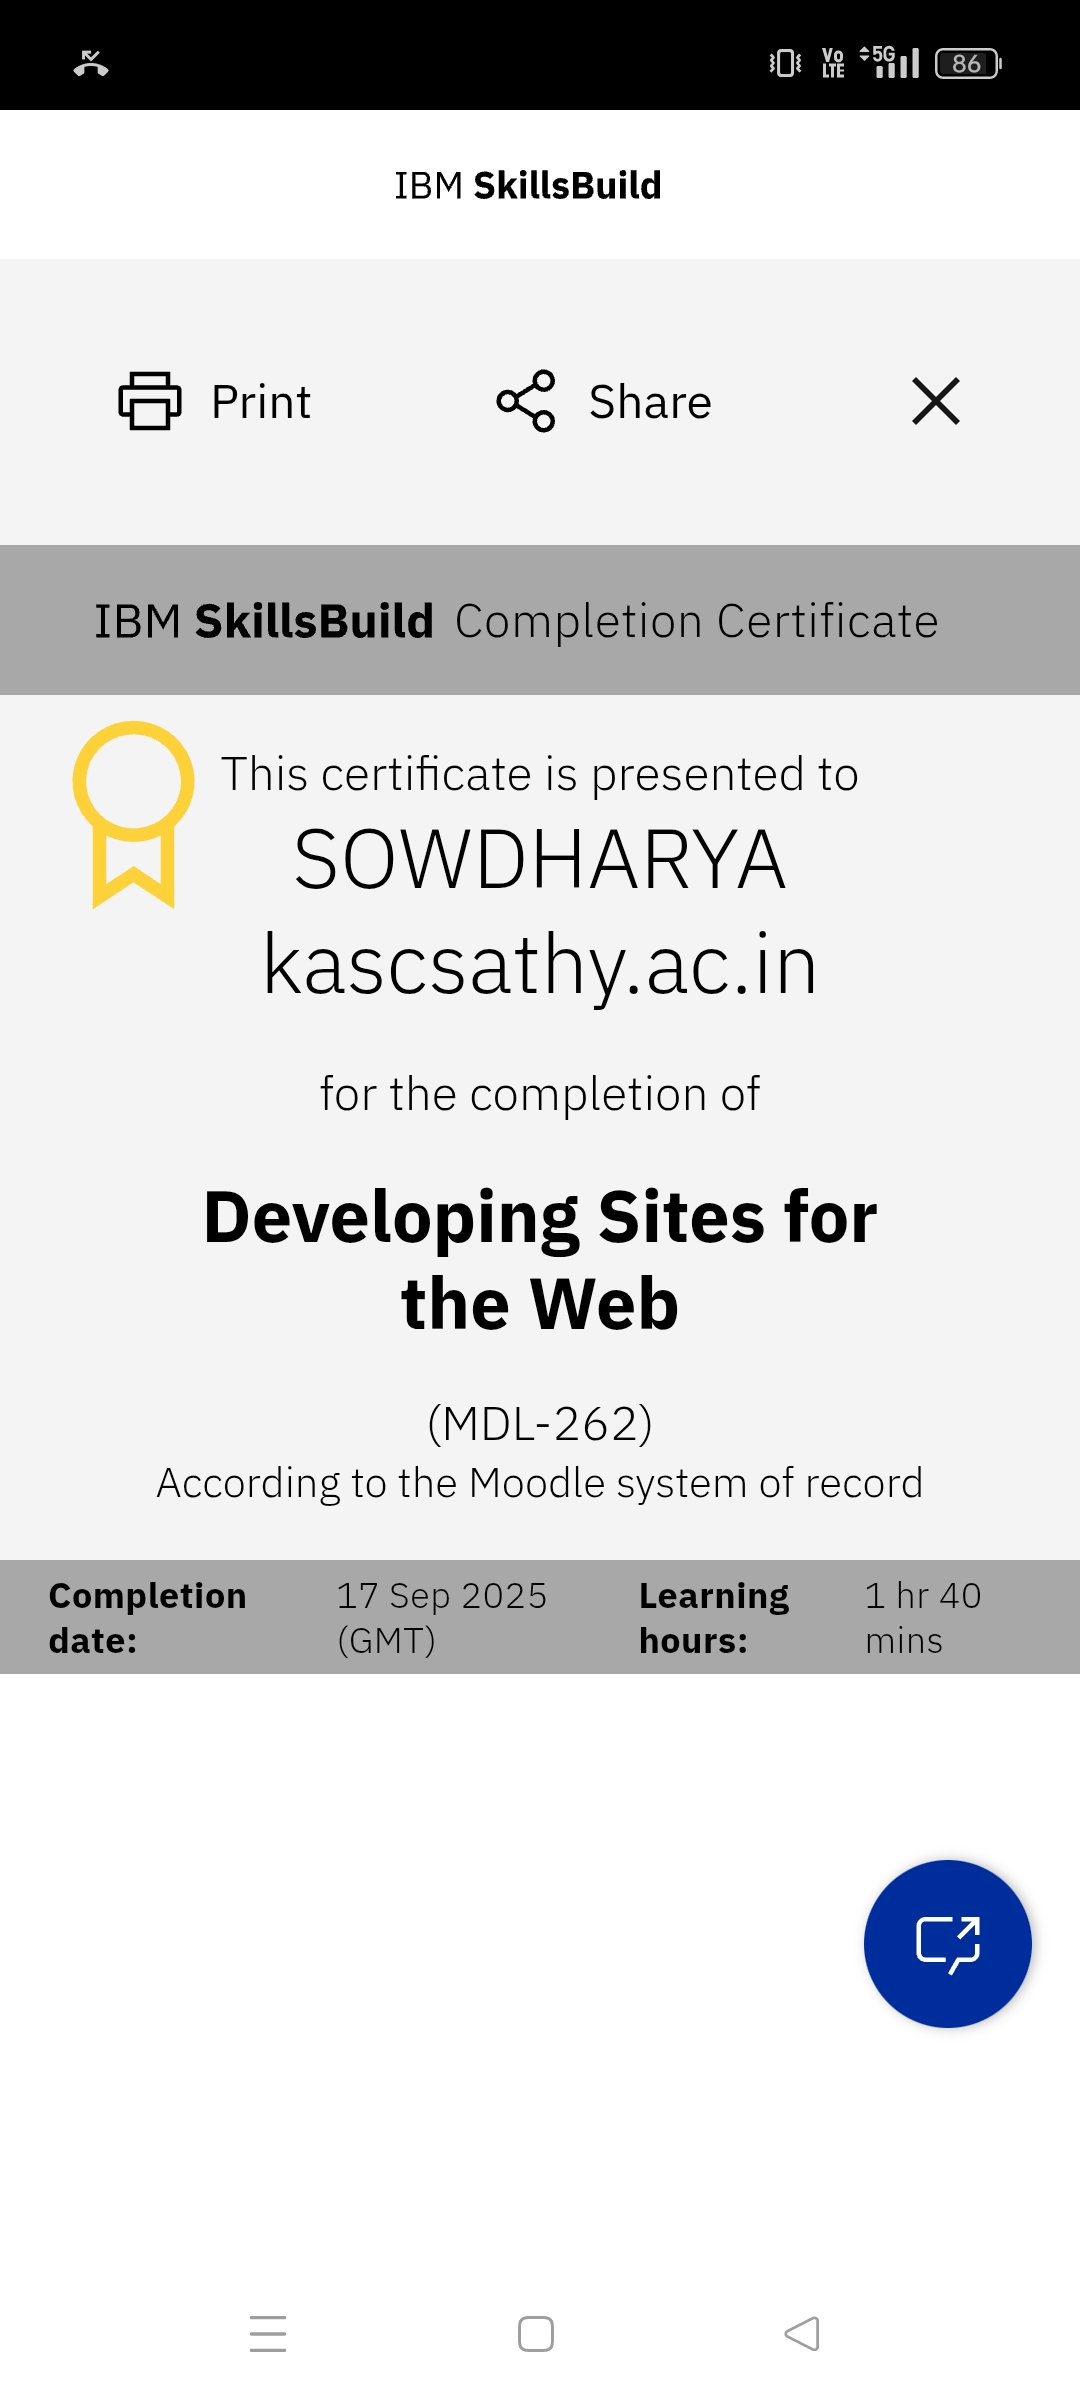 Vo LTE 5G 86
IBM SkillsBuild
Print Share
IBM SkillsBuild Completion Certificate
This certificate is presented to
SOWDHARYA
kascsathy.ac.in
for the completion of
Developing Sites for
the Web
(MDL-262)
According to the Moodle system of record
Completion date: 17 Sep 2025 (GMT) Learning hours: 1 hr 40 mins